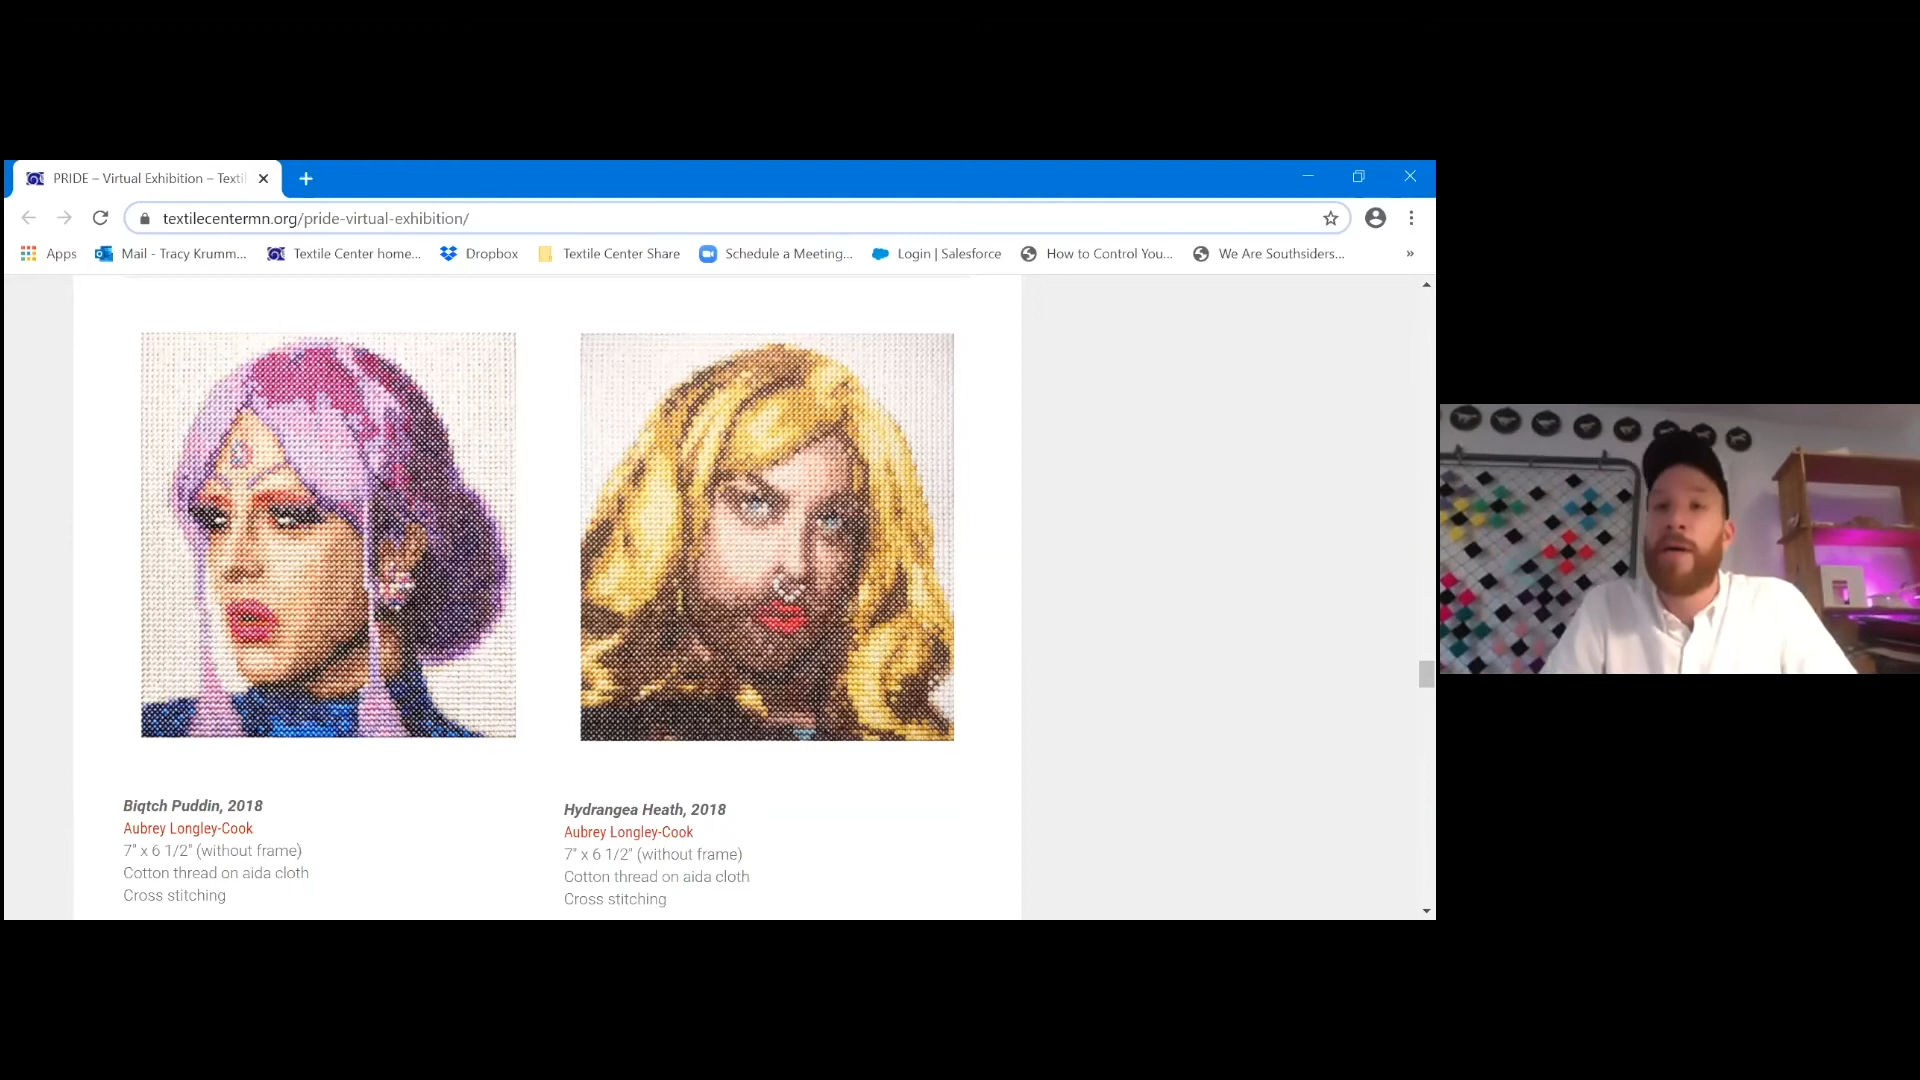 PRIDE – Virtual Exhibition – Texti
textilecentermn.org/pride-virtual-exhibition/
Apps
Mail - Tracy Krumm...
Textile Center home...
Dropbox
Textile Center Share
Schedule a Meeting...
Login | Salesforce
How to Control You...
We Are Southsiders...
»
Biqtch Puddin, 2018
Aubrey Longley-Cook
7" x 6 1/2" (without frame)
Cotton thread on aida cloth
Cross stitching
Hydrangea Heath, 2018
Aubrey Longley-Cook
7" x 6 1/2" (without frame)
Cotton thread on aida cloth
Cross stitching